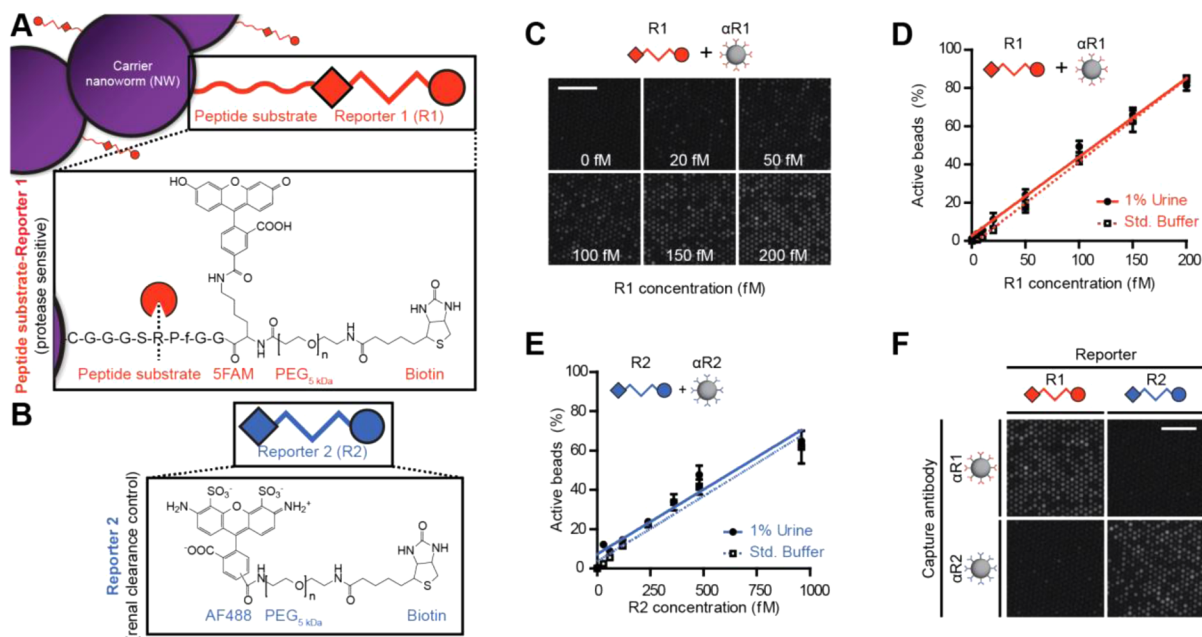 A
Carrier
nanoworm (NW)
Peptide substrate Reporter 1 (R1)
Peptide substrate-Reporter 1
(protease sensitive)
HO
O
O
COOH
HN
O
O
HN
NH
O
O
C-G-G-G-S-R-P-f-G-G
N
H
O
n
H
N
S
O
O
Peptide substrate 5FAM PEG5 kDa Biotin
B
Reporter 2 (R2)
Reporter 2
renal clearance control)
SO3-
SO3-
H2N
O
NH2+
-OOC
O
H
N
O
n
H
N
O
O
HN
NH
S
AF488 PEG5 kDa Biotin
C
R1 αR1
+
0 fM 20 fM 50 fM
100 fM 150 fM 200 fM
R1 concentration (fM)
D
R1 αR1
+
Active beads (%)
100
80
60
40
20
0
1% Urine
Std. Buffer
0 50 100 150 200
R1 concentration (fM)
E
R2 αR2
+
Active beads (%)
100
80
60
40
20
0
1% Urine
Std. Buffer
0 250 500 750 1000
R2 concentration (fM)
F
Reporter
R1 R2
Capture antibody
αR1
αR2